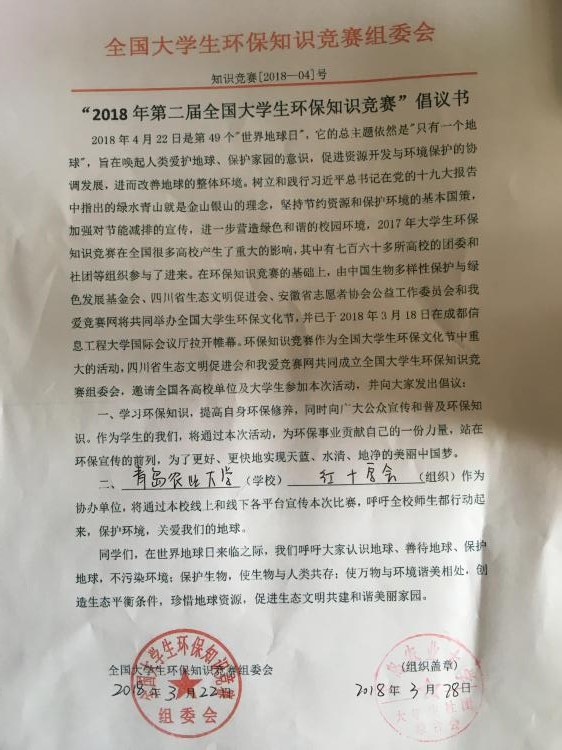 全国大学生环保知识竞赛组委会
知识竞赛[2018—04]号
“2018 年第二届全国大学生环保知识竞赛”倡议书
2018 年 4 月 22 日是第 49 个"世界地球日"，它的总主题依然是"只有一个地
球"，旨在唤起人类爱护地球、保护家园的意识，促进资源开发与环境保护的协
调发展，进而改善地球的整体环境。树立和践行习近平总书记在党的十九大报告
中指出的绿水青山就是金山银山的理念，坚持节约资源和保护环境的基本国策，
加强对节能减排的宣传，进一步营造绿色和谐的校园环境，2017 年大学生环保
知识竞赛在全国很多高校产生了重大的影响，其中有七百六十多所高校的团委和
社团等组织参与了进来。在环保知识竞赛的基础上，由中国生物多样性保护与绿
色发展基金会、四川省生态文明促进会、安徽省志愿者协会公益工作委员会和我
爱竞赛网将共同举办全国大学生环保文化节，并已于 2018 年 3 月 18 日在成都信
息工程大学国际会议厅拉开帷幕。环保知识竞赛作为全国大学生环保文化节中重
大的活动，四川省生态文明促进会和我爱竞赛网共同成立全国大学生环保知识竞
赛组委会，邀请全国各高校单位及大学生参加本次活动，并向大家发出倡议：
一、学习环保知识，提高自身环保修养，同时向广大公众宣传和普及环保知
识。作为学生的我们，将通过本次活动，为环保事业贡献自己的一份力量，站在
环保宣传的前列，为了更好、更快地实现天蓝、水清、地净的美丽中国梦。
二、青岛农业大学（学校）红十字会（组织）作为
协办单位，将通过本校线上和线下各平台宣传本次比赛，呼吁全校师生都行动起
来，保护环境，关爱我们的地球。
同学们，在世界地球日来临之际，我们呼吁大家认识地球、善待地球、保护
地球，不污染环境；保护生物，使生物与人类共存；使万物与环境谐美相处，创
造生态平衡条件，珍惜地球资源，促进生态文明共建和谐美丽家园。
全国大学生环保知识竞赛组委会
2018 年 3 月 22 日
全国大学生环保知识竞赛
组委会
（组织盖章）
2018 年 3 月 28 日